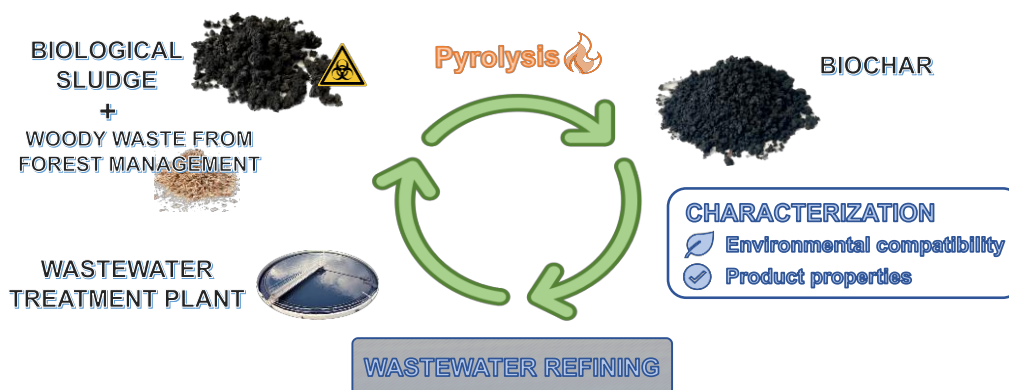 BIOLOGICAL
SLUDGE
+
WOODY WASTE FROM
FOREST MANAGEMENT
Pyrolysis
BIOCHAR
CHARACTERIZATION
Environmental compatibility
Product properties
WASTEWATER
TREATMENT PLANT
WASTEWATER REFINING